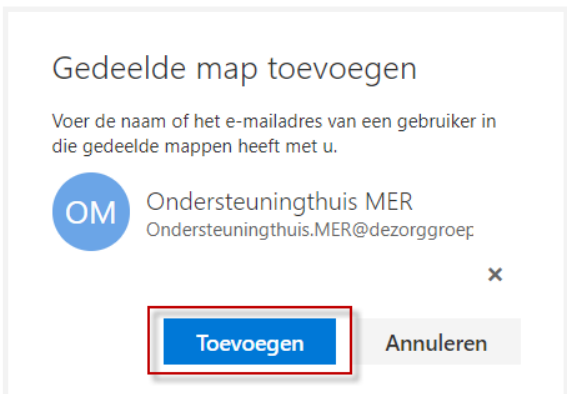 Gedeelde map toevoegen
Voer de naam of het e-mailadres van een gebruiker in
die gedeelde mappen heeft met u.
OM
Ondersteuningthuis MER
Ondersteuningthuis.MER@dezorggroep
×
Toevoegen Annuleren